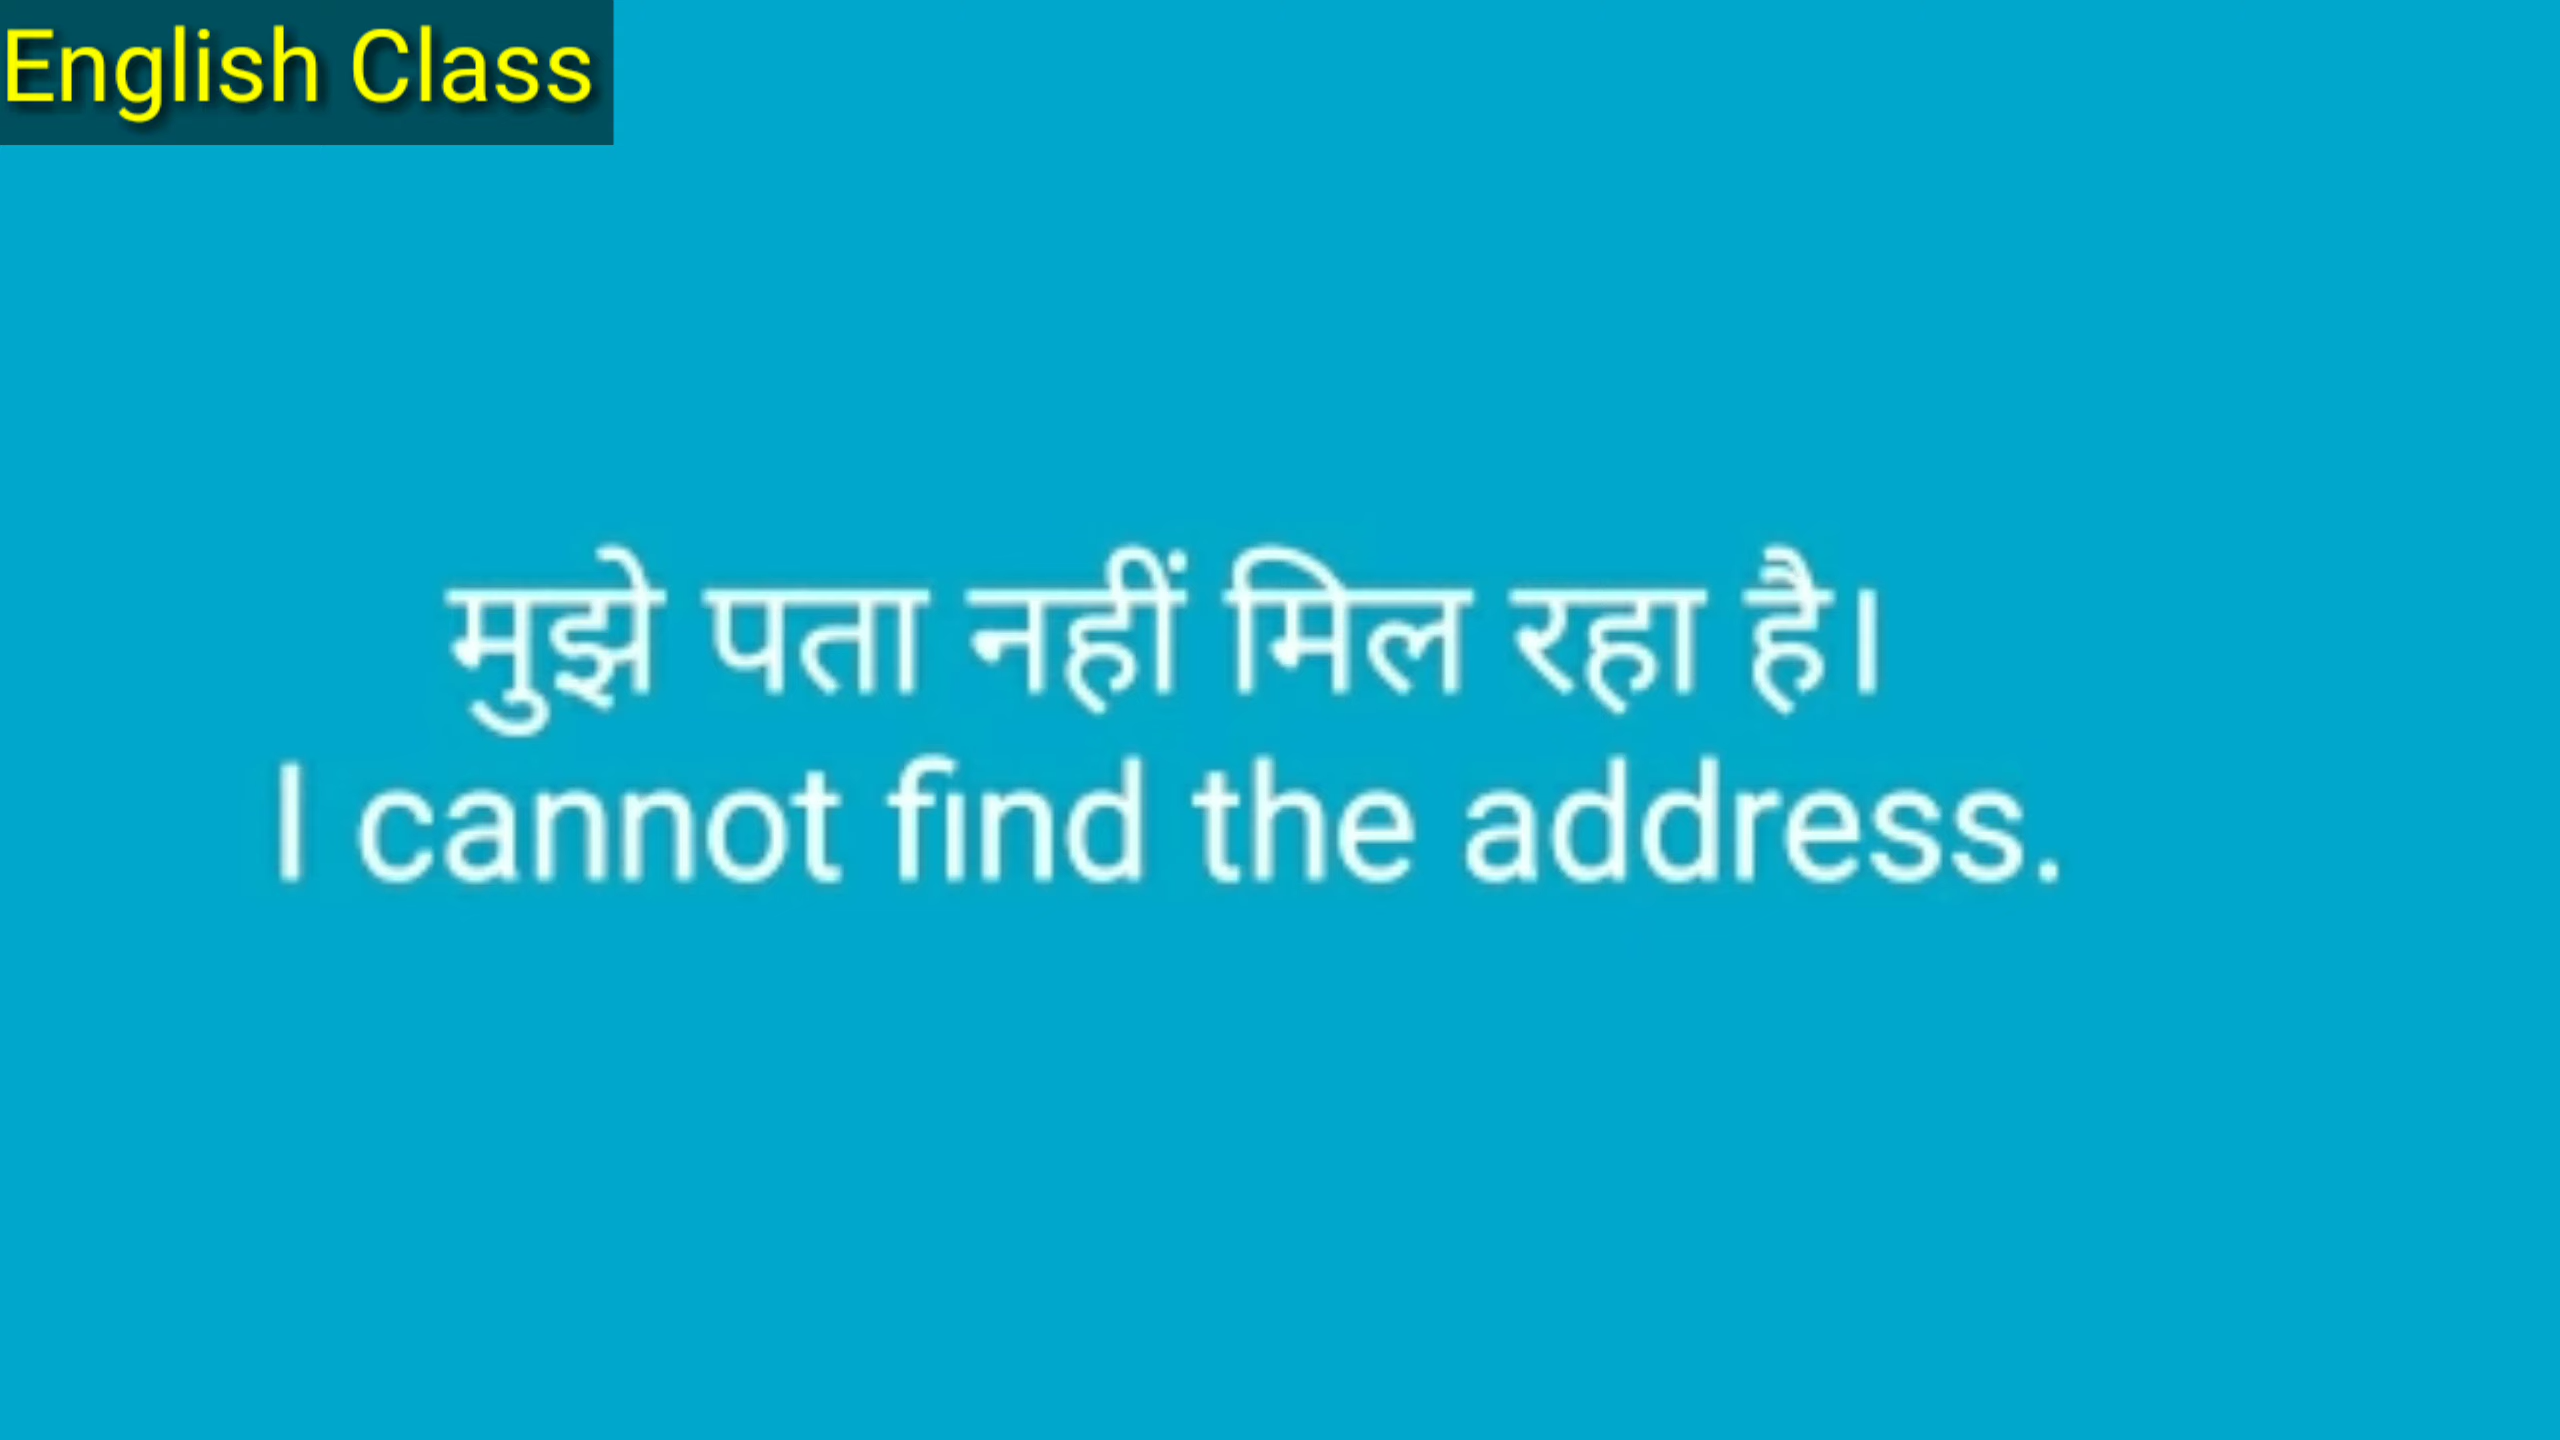 English Class
मुझे पता नहीं मिल रहा है।
I cannot find the address.